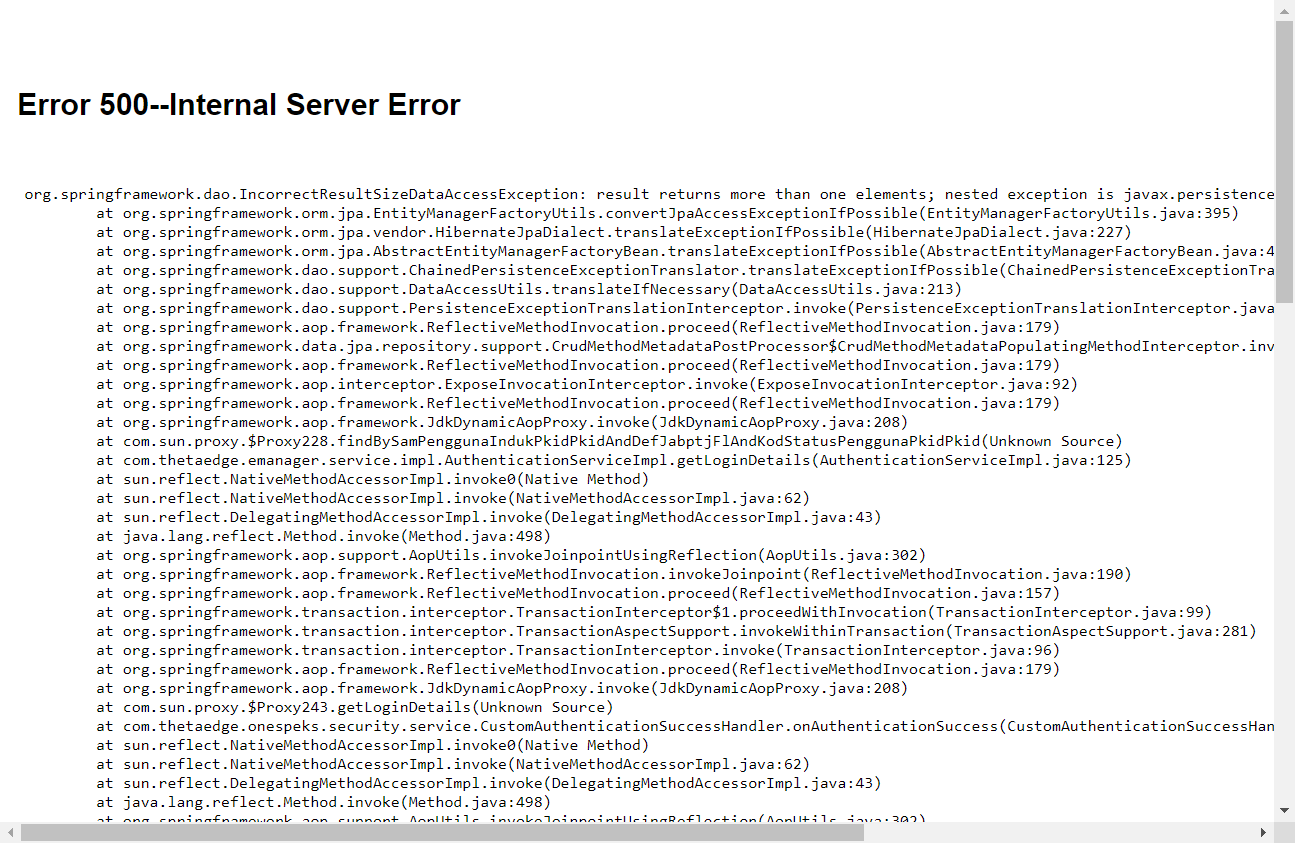 Error 500--Internal Server Error
org.springframework.dao.IncorrectResultSizeDataAccessException: result returns more than one elements; nested exception is javax.persistence
at org.springframework.orm.jpa.EntityManagerFactoryUtils.convertJpaAccessExceptionIfPossible(EntityManagerFactoryUtils.java:395)
at org.springframework.orm.jpa.vendor.HibernateJpaDialect.translateExceptionIfPossible(HibernateJpaDialect.java:227)
at org.springframework.orm.jpa.AbstractEntityManagerFactoryBean.translateExceptionIfPossible(AbstractEntityManagerFactoryBean.java:4
at org.springframework.dao.support.ChainedPersistenceExceptionTranslator.translateExceptionIfPossible(ChainedPersistenceExceptionTra
at org.springframework.dao.support.DataAccessUtils.translateIfNecessary(DataAccessUtils.java:213)
at org.springframework.dao.support.PersistenceExceptionTranslationInterceptor.invoke(PersistenceExceptionTranslationInterceptor.java
at org.springframework.aop.framework.ReflectiveMethodInvocation.proceed(ReflectiveMethodInvocation.java:179)
at org.springframework.data.jpa.repository.support.CrudMethodMetadataPostProcessor$CrudMethodMetadataPopulatingMethodInterceptor.inv
at org.springframework.aop.framework.ReflectiveMethodInvocation.proceed(ReflectiveMethodInvocation.java:179)
at org.springframework.aop.interceptor.ExposeInvocationInterceptor.invoke(ExposeInvocationInterceptor.java:92)
at org.springframework.aop.framework.ReflectiveMethodInvocation.proceed(ReflectiveMethodInvocation.java:179)
at org.springframework.aop.framework.JdkDynamicAopProxy.invoke(JdkDynamicAopProxy.java:208)
at com.sun.proxy.$Proxy228.findBySamPenggunaIndukPkidPkidAndDefJabptjFlAndKodStatusPenggunaPkidPkid(Unknown Source)
at com.thetaedge.emanager.service.impl.AuthenticationServiceImpl.getLoginDetails(AuthenticationServiceImpl.java:125)
at sun.reflect.NativeMethodAccessorImpl.invoke0(Native Method)
at sun.reflect.NativeMethodAccessorImpl.invoke(NativeMethodAccessorImpl.java:62)
at sun.reflect.DelegatingMethodAccessorImpl.invoke(DelegatingMethodAccessorImpl.java:43)
at java.lang.reflect.Method.invoke(Method.java:498)
at org.springframework.aop.support.AopUtils.invokeJoinpointUsingReflection(AopUtils.java:302)
at org.springframework.aop.framework.ReflectiveMethodInvocation.invokeJoinpoint(ReflectiveMethodInvocation.java:190)
at org.springframework.aop.framework.ReflectiveMethodInvocation.proceed(ReflectiveMethodInvocation.java:157)
at org.springframework.transaction.interceptor.TransactionInterceptor$1.proceedWithInvocation(TransactionInterceptor.java:99)
at org.springframework.transaction.interceptor.TransactionAspectSupport.invokeWithinTransaction(TransactionAspectSupport.java:281)
at org.springframework.transaction.interceptor.TransactionInterceptor.invoke(TransactionInterceptor.java:96)
at org.springframework.aop.framework.ReflectiveMethodInvocation.proceed(ReflectiveMethodInvocation.java:179)
at org.springframework.aop.framework.JdkDynamicAopProxy.invoke(JdkDynamicAopProxy.java:208)
at com.sun.proxy.$Proxy243.getLoginDetails(Unknown Source)
at com.thetaedge.onespeks.security.service.CustomAuthenticationSuccessHandler.onAuthenticationSuccess(CustomAuthenticationSuccessHan
at sun.reflect.NativeMethodAccessorImpl.invoke0(Native Method)
at sun.reflect.NativeMethodAccessorImpl.invoke(NativeMethodAccessorImpl.java:62)
at sun.reflect.DelegatingMethodAccessorImpl.invoke(DelegatingMethodAccessorImpl.java:43)
at java.lang.reflect.Method.invoke(Method.java:498)
at org.springframework.aop.support.AopUtils.invokeJoinpointUsingReflection(AopUtils.java:302)